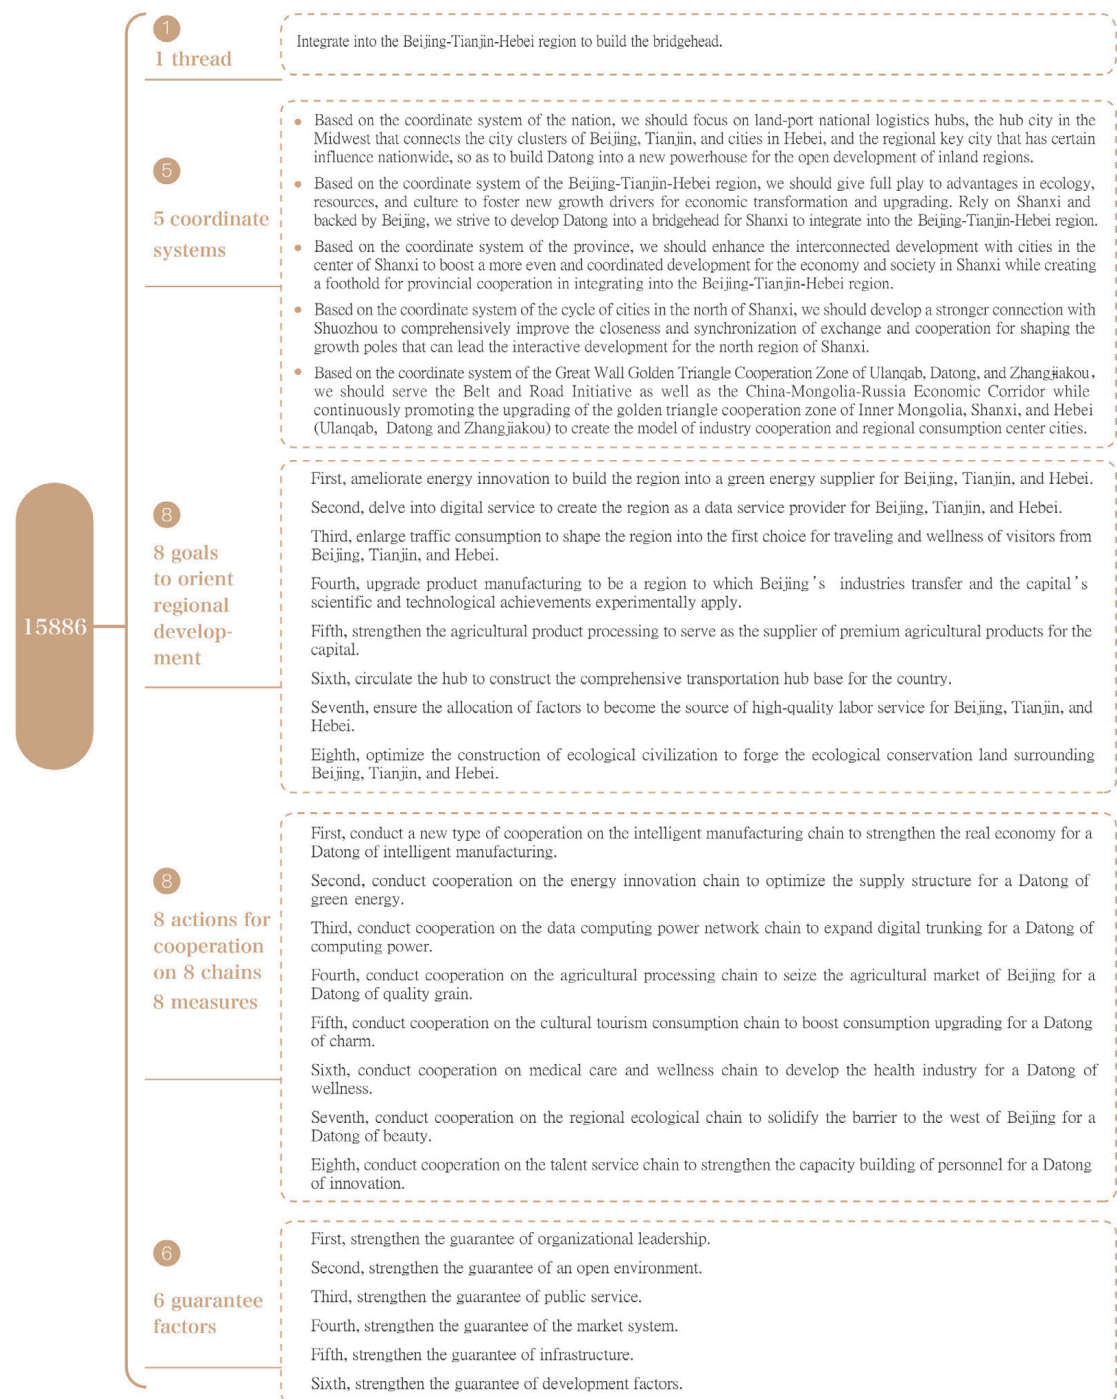 15886
1
1 thread
Integrate into the Beijing-Tianjin-Hebei region to build the bridgehead.
5
5 coordinate
systems
• Based on the coordinate system of the nation, we should focus on land-port national logistics hubs, the hub city in the
Midwest that connects the city clusters of Beijing, Tianjin, and cities in Hebei, and the regional key city that has certain
influence nationwide, so as to build Datong into a new powerhouse for the open development of inland regions.
• Based on the coordinate system of the Beijing-Tianjin-Hebei region, we should give full play to advantages in ecology,
resources, and culture to foster new growth drivers for economic transformation and upgrading. Rely on Shanxi and
backed by Beijing, we strive to develop Datong into a bridgehead for Shanxi to integrate into the Beijing-Tianjin-Hebei region.
• Based on the coordinate system of the province, we should enhance the interconnected development with cities in the
center of Shanxi to boost a more even and coordinated development for the economy and society in Shanxi while creating
a foothold for provincial cooperation in integrating into the Beijing-Tianjin-Hebei region.
• Based on the coordinate system of the cycle of cities in the north of Shanxi, we should develop a stronger connection with
Shuozhou to comprehensively improve the closeness and synchronization of exchange and cooperation for shaping the
growth poles that can lead the interactive development for the north region of Shanxi.
• Based on the coordinate system of the Great Wall Golden Triangle Cooperation Zone of Ulanqab, Datong, and Zhangjiakou,
we should serve the Belt and Road Initiative as well as the China-Mongolia-Russia Economic Corridor while
continuously promoting the upgrading of the golden triangle cooperation zone of Inner Mongolia, Shanxi, and Hebei
(Ulanqab, Datong and Zhangjiakou) to create the model of industry cooperation and regional consumption center cities.
8
8 goals
to orient
regional
develop-
ment
First, ameliorate energy innovation to build the region into a green energy supplier for Beijing, Tianjin, and Hebei.
Second, delve into digital service to create the region as a data service provider for Beijing, Tianjin, and Hebei.
Third, enlarge traffic consumption to shape the region into the first choice for traveling and wellness of visitors from
Beijing, Tianjin, and Hebei.
Fourth, upgrade product manufacturing to be a region to which Beijing's industries transfer and the capital's
scientific and technological achievements experimentally apply.
Fifth, strengthen the agricultural product processing to serve as the supplier of premium agricultural products for the
capital.
Sixth, circulate the hub to construct the comprehensive transportation hub base for the country.
Seventh, ensure the allocation of factors to become the source of high-quality labor service for Beijing, Tianjin, and
Hebei.
Eighth, optimize the construction of ecological civilization to forge the ecological conservation land surrounding
Beijing, Tianjin, and Hebei.
8
8 actions for
cooperation
on 8 chains
8 measures
First, conduct a new type of cooperation on the intelligent manufacturing chain to strengthen the real economy for a
Datong of intelligent manufacturing.
Second, conduct cooperation on the energy innovation chain to optimize the supply structure for a Datong of
green energy.
Third, conduct cooperation on the data computing power network chain to expand digital trunking for a Datong of
computing power.
Fourth, conduct cooperation on the agricultural processing chain to seize the agricultural market of Beijing for a
Datong of quality grain.
Fifth, conduct cooperation on the cultural tourism consumption chain to boost consumption upgrading for a Datong
of charm.
Sixth, conduct cooperation on medical care and wellness chain to develop the health industry for a Datong of
wellness.
Seventh, conduct cooperation on the regional ecological chain to solidify the barrier to the west of Beijing for a
Datong of beauty.
Eighth, conduct cooperation on the talent service chain to strengthen the capacity building of personnel for a Datong
of innovation.
6
6 guarantee
factors
First, strengthen the guarantee of organizational leadership.
Second, strengthen the guarantee of an open environment.
Third, strengthen the guarantee of public service.
Fourth, strengthen the guarantee of the market system.
Fifth, strengthen the guarantee of infrastructure.
Sixth, strengthen the guarantee of development factors.